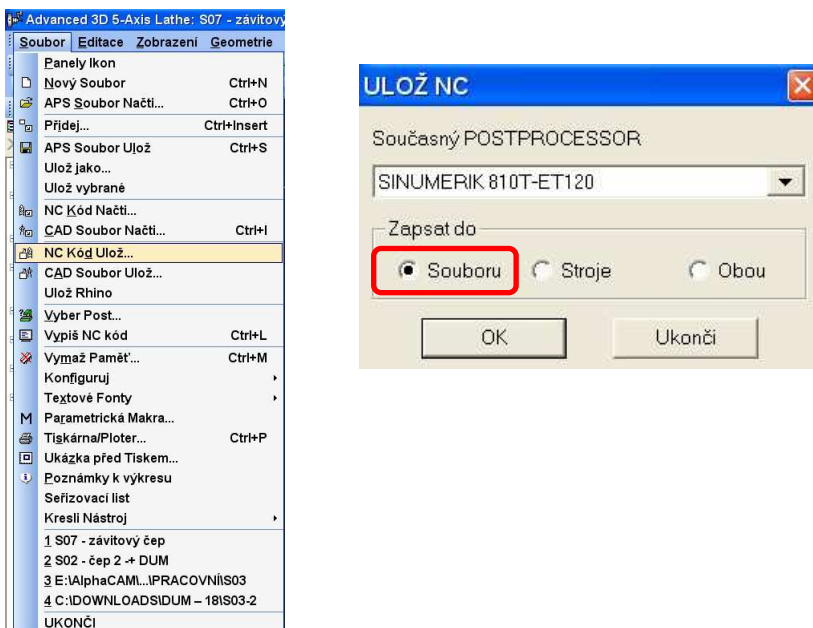 Advanced 3D 5-Axis Lathe: S07 - závitový
Soubor Editace Zobrazení Geometrie
Panely Ikon
Nový Soubor Ctrl+N
APS Soubor Načti... Ctrl+O
Přidej... Ctrl+Insert
APS Soubor Ulož Ctrl+S
Ulož jako...
Ulož vybrané
NC Kód Načti...
CAD Soubor Načti... Ctrl+I
NC Kód Ulož...
CAD Soubor Ulož...
Ulož Rhino
Vyber Post...
Vypiš NC kód Ctrl+L
Vymaž Paměť... Ctrl+M
Konfiguruj
Textové Fonty
M Parametrická Makra...
Tiskárna/Ploter... Ctrl+P
Ukázka před Tiskem...
Poznámky k výkresu
Seřizovací list
Kresli Nástroj
1 S07 - závitový čep
2 S02 - čep 2 -+ DUM
3 E:\AlphaCAM\...\PRACOVNÍ\S03
4 C:\DOWNLOADS\DUM – 18\S03-2
UKONČI
ULOŽ NC
Současný POSTPROCESSOR
SINUMERIK 810T-ET120
Zapsat do
Souboru Stroje Obou
OK Ukonči